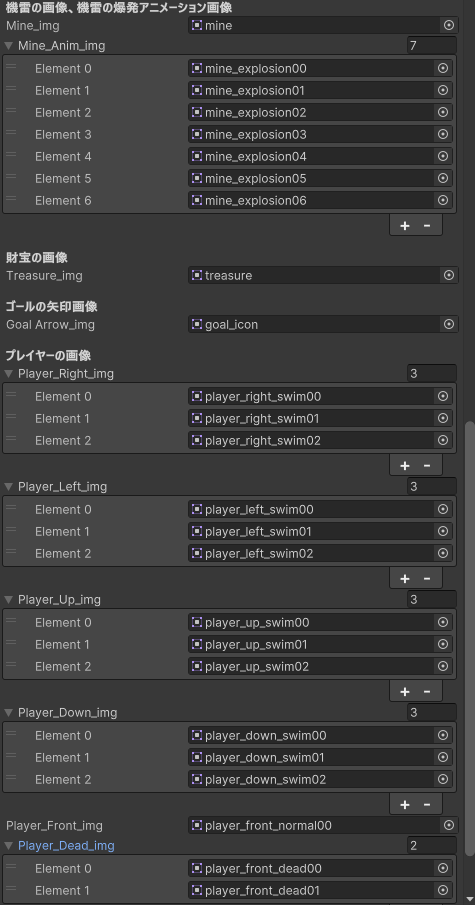 機雷の画像、機雷の爆発アニメーション画像
Mine_img mine
Mine_Anim_img 7
Element 0 mine_explosion00
Element 1 mine_explosion01
Element 2 mine_explosion02
Element 3 mine_explosion03
Element 4 mine_explosion04
Element 5 mine_explosion05
Element 6 mine_explosion06
+ -
財宝の画像
Treasure_img treasure
ゴールの矢印画像
Goal Arrow_img goal_icon
プレイヤーの画像
Player_Right_img 3
Element 0 player_right_swim00
Element 1 player_right_swim01
Element 2 player_right_swim02
+ -
Player_Left_img 3
Element 0 player_left_swim00
Element 1 player_left_swim01
Element 2 player_left_swim02
+ -
Player_Up_img 3
Element 0 player_up_swim00
Element 1 player_up_swim01
Element 2 player_up_swim02
+ -
Player_Down_img 3
Element 0 player_down_swim00
Element 1 player_down_swim01
Element 2 player_down_swim02
+ -
Player_Front_img player_front_normal00
Player_Dead_img 2
Element 0 player_front_dead00
Element 1 player_front_dead01